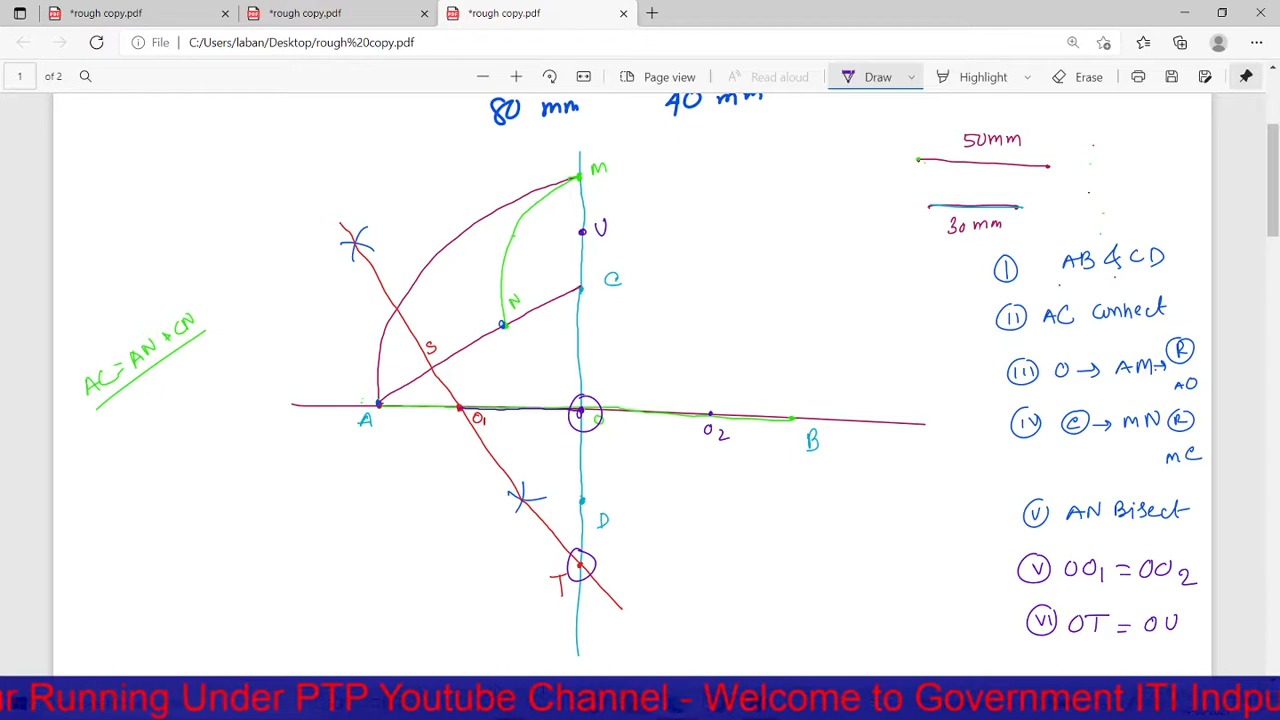 *rough copy.pdf
*rough copy.pdf
*rough copy.pdf
File
C:/Users/laban/Desktop/rough%20copy.pdf
1
of 2
Page view
Read aloud
Draw
Highlight
Erase
80 mm
40 mm
50mm
30 mm
M
U
C
N
S
A
O1
O
O2
B
D
T
AC = AN + CN
I AB & CD
II AC Connect
III O → AM → R
AO
IV C → MN R
MC
V AN Bisect
V OO1 = OO2
VI OT = OU
ur Running Under PTP Youtube Channel - Welcome to Government ITI Indpu